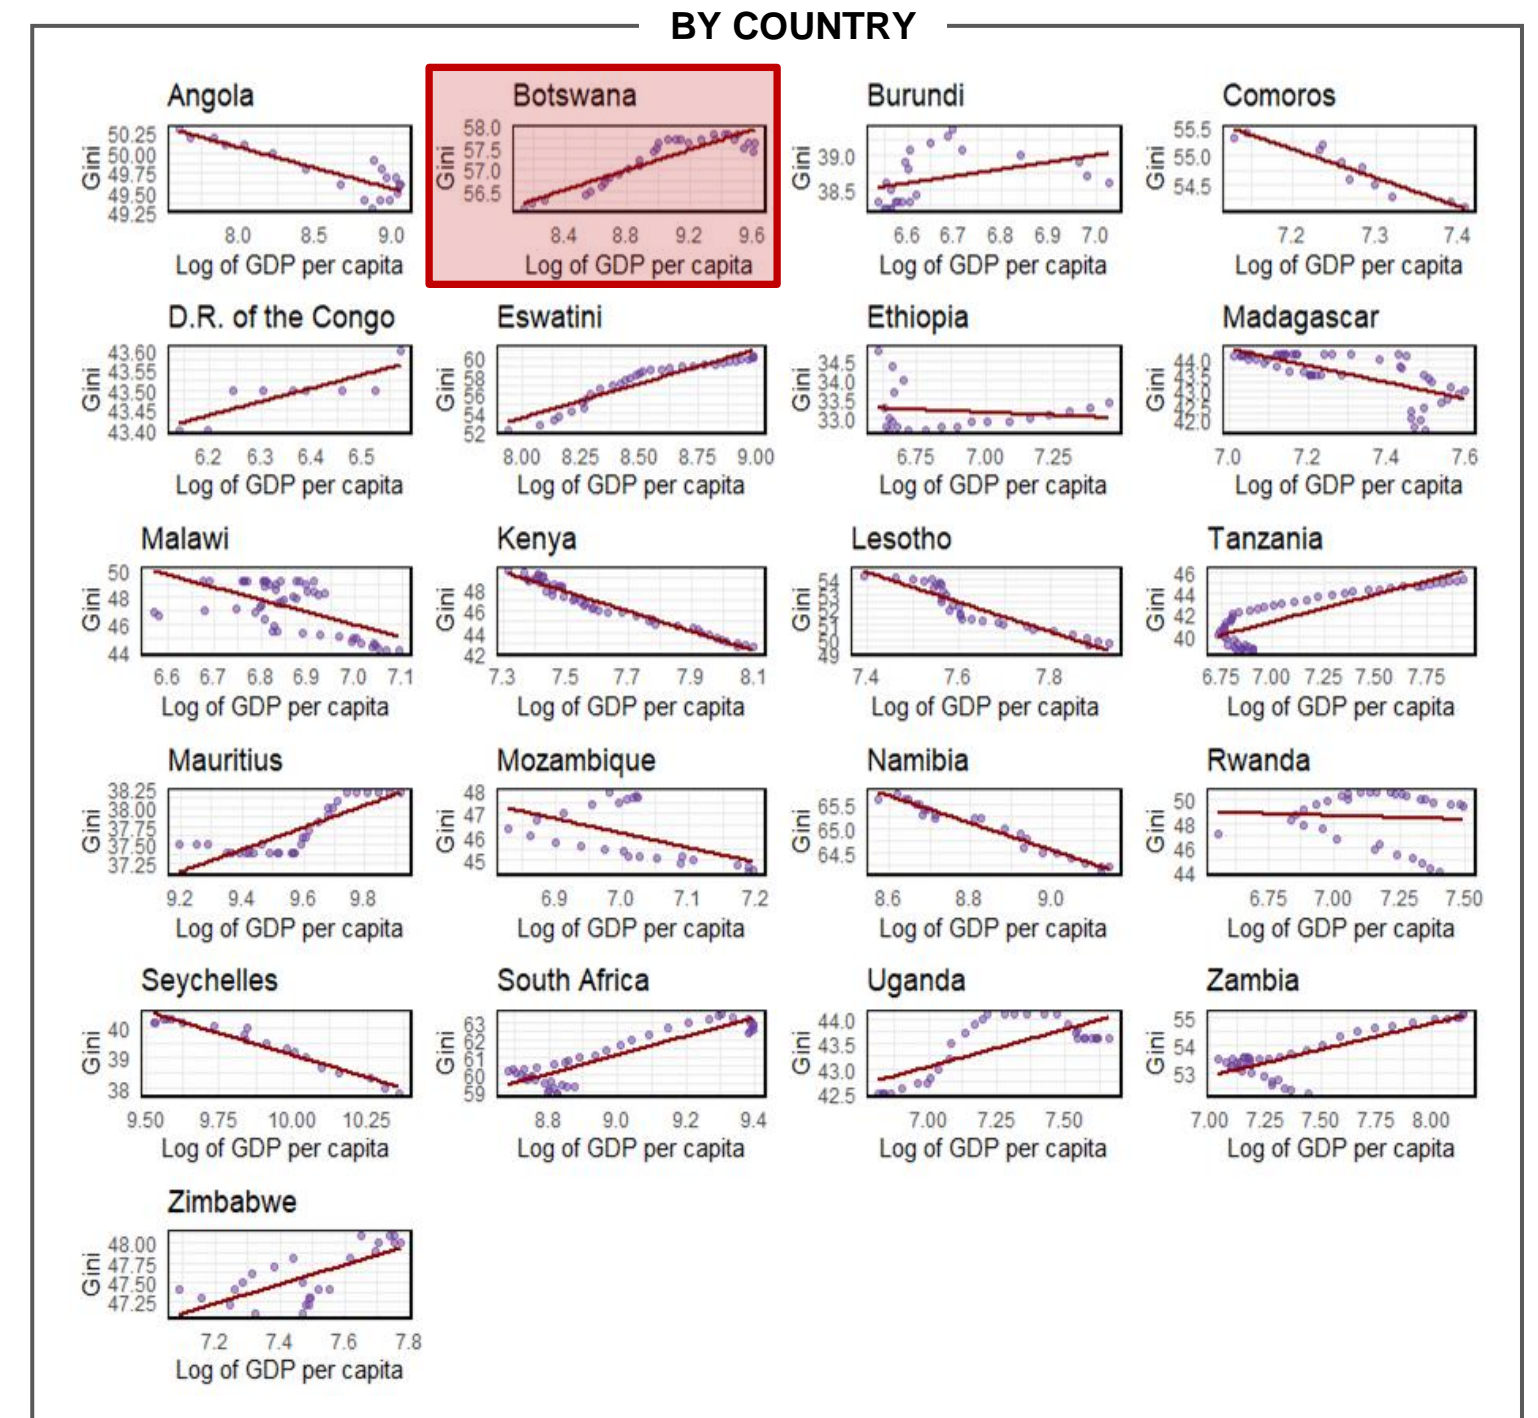 BY COUNTRY
Angola
Gini
50.25
50.00
49.75
49.50
49.25
8.0 8.5 9.0
Log of GDP per capita
Botswana
Gini
58.0
57.5
57.0
56.5
8.4 8.8 9.2 9.6
Log of GDP per capita
Burundi
Gini
39.0
38.5
6.6 6.7 6.8 6.9 7.0
Log of GDP per capita
Comoros
Gini
55.5
55.0
54.5
7.2 7.3 7.4
Log of GDP per capita
D.R. of the Congo
Gini
43.60
43.55
43.50
43.45
43.40
6.2 6.3 6.4 6.5
Log of GDP per capita
Eswatini
Gini
60
58
56
54
52
8.00 8.25 8.50 8.75 9.00
Log of GDP per capita
Ethiopia
Gini
34.5
34.0
33.5
33.0
6.75 7.00 7.25
Log of GDP per capita
Madagascar
Gini
44.0
43.5
43.0
42.5
42.0
7.0 7.2 7.4 7.6
Log of GDP per capita
Malawi
Gini
50
48
46
44
6.6 6.7 6.8 6.9 7.0 7.1
Log of GDP per capita
Kenya
Gini
48
46
44
42
7.3 7.5 7.7 7.9 8.1
Log of GDP per capita
Lesotho
Gini
54
53
52
51
50
49
7.4 7.6 7.8
Log of GDP per capita
Tanzania
Gini
46
44
42
40
6.75 7.00 7.25 7.50 7.75
Log of GDP per capita
Mauritius
Gini
38.25
38.00
37.75
37.50
37.25
9.2 9.4 9.6 9.8
Log of GDP per capita
Mozambique
Gini
48
47
46
45
6.9 7.0 7.1 7.2
Log of GDP per capita
Namibia
Gini
65.5
65.0
64.5
8.6 8.8 9.0
Log of GDP per capita
Rwanda
Gini
50
48
46
44
6.75 7.00 7.25 7.50
Log of GDP per capita
Seychelles
Gini
40
39
38
9.50 9.75 10.00 10.25
Log of GDP per capita
South Africa
Gini
63
62
61
60
59
8.8 9.0 9.2 9.4
Log of GDP per capita
Uganda
Gini
44.0
43.5
43.0
42.5
7.00 7.25 7.50
Log of GDP per capita
Zambia
Gini
55
54
53
7.00 7.25 7.50 7.75 8.00
Log of GDP per capita
Zimbabwe
Gini
48.00
47.75
47.50
47.25
7.2 7.4 7.6 7.8
Log of GDP per capita